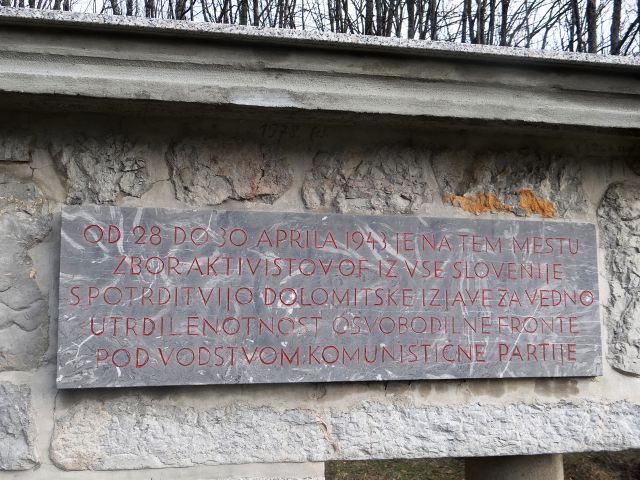 OD 28 DO 30 APRILA 1943 JE NA TEM MESTU
ZBOR AKTIVISTOV OF IZ VSE SLOVENIJE
S POTRDITVIJO DOLOMITSKE IZJAVE ZA VEDNO
UTRDIL ENOTNOST OSVOBODILNE FRONTE
POD VODSTVOM KOMUNISTIČNE PARTIJE